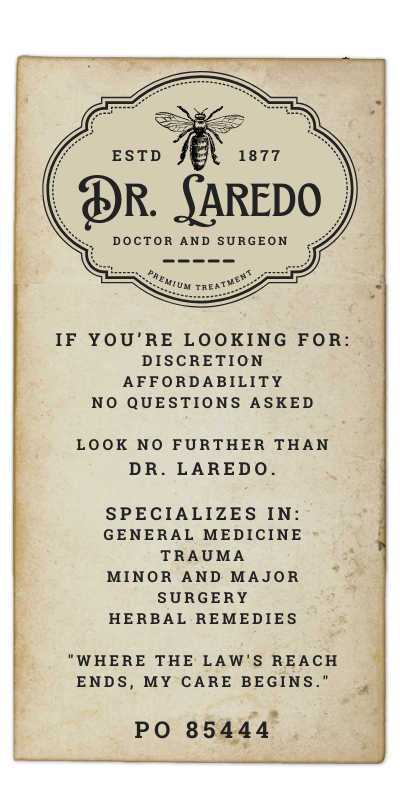 ESTD 1877
DR. LAREDO
DOCTOR AND SURGEON
PREMIUM TREATMENT
IF YOU'RE LOOKING FOR:
DISCRETION
AFFORDABILITY
NO QUESTIONS ASKED
LOOK NO FURTHER THAN
DR. LAREDO.
SPECIALIZES IN:
GENERAL MEDICINE
TRAUMA
MINOR AND MAJOR
SURGERY
HERBAL REMEDIES
"WHERE THE LAW'S REACH
ENDS, MY CARE BEGINS."
PO 85444